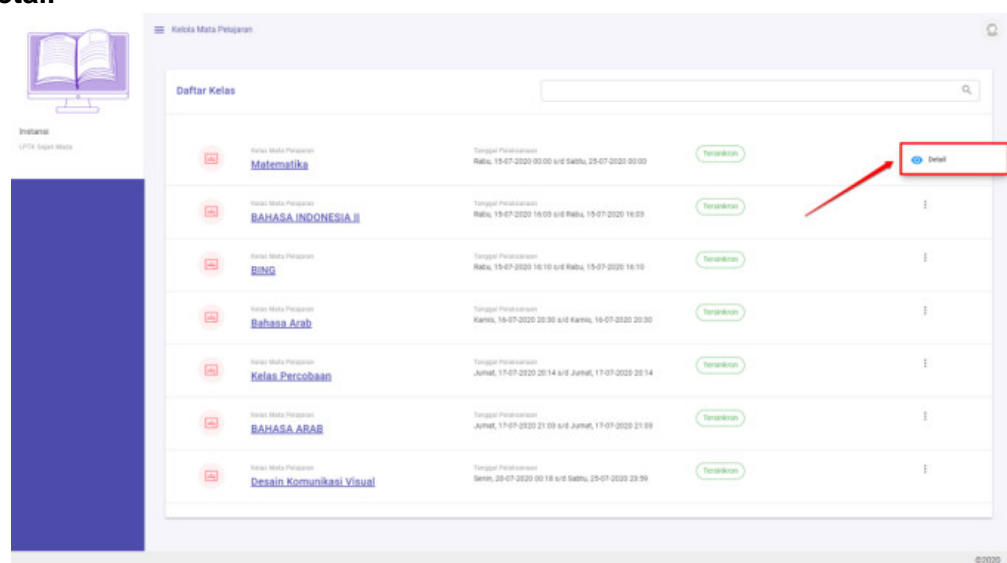 Kelola Mata Pelajaran
Instansi
Daftar Kelas
Kelas Mata Pelajaran
Matematika
Tanggal Pelaksanaan
Rabu, 15-07-2020 00:00 s/d Sabtu, 25-07-2020 00:00
Tersinkron
Detail
Kelas Mata Pelajaran
BAHASA INDONESIA II
Tanggal Pelaksanaan
Rabu, 15-07-2020 16:03 s/d Rabu, 15-07-2020 16:03
Tersinkron
Kelas Mata Pelajaran
BING
Tanggal Pelaksanaan
Rabu, 15-07-2020 16:10 s/d Rabu, 15-07-2020 16:10
Tersinkron
Kelas Mata Pelajaran
Bahasa Arab
Tanggal Pelaksanaan
Kamis, 16-07-2020 20:30 s/d Kamis, 16-07-2020 20:30
Tersinkron
Kelas Mata Pelajaran
Kelas Percobaan
Tanggal Pelaksanaan
Jumat, 17-07-2020 20:14 s/d Jumat, 17-07-2020 20:14
Tersinkron
Kelas Mata Pelajaran
BAHASA ARAB
Tanggal Pelaksanaan
Jumat, 17-07-2020 21:09 s/d Jumat, 17-07-2020 21:09
Tersinkron
Kelas Mata Pelajaran
Desain Komunikasi Visual
Tanggal Pelaksanaan
Senin, 20-07-2020 00:18 s/d Sabtu, 25-07-2020 23:59
Tersinkron
©2020